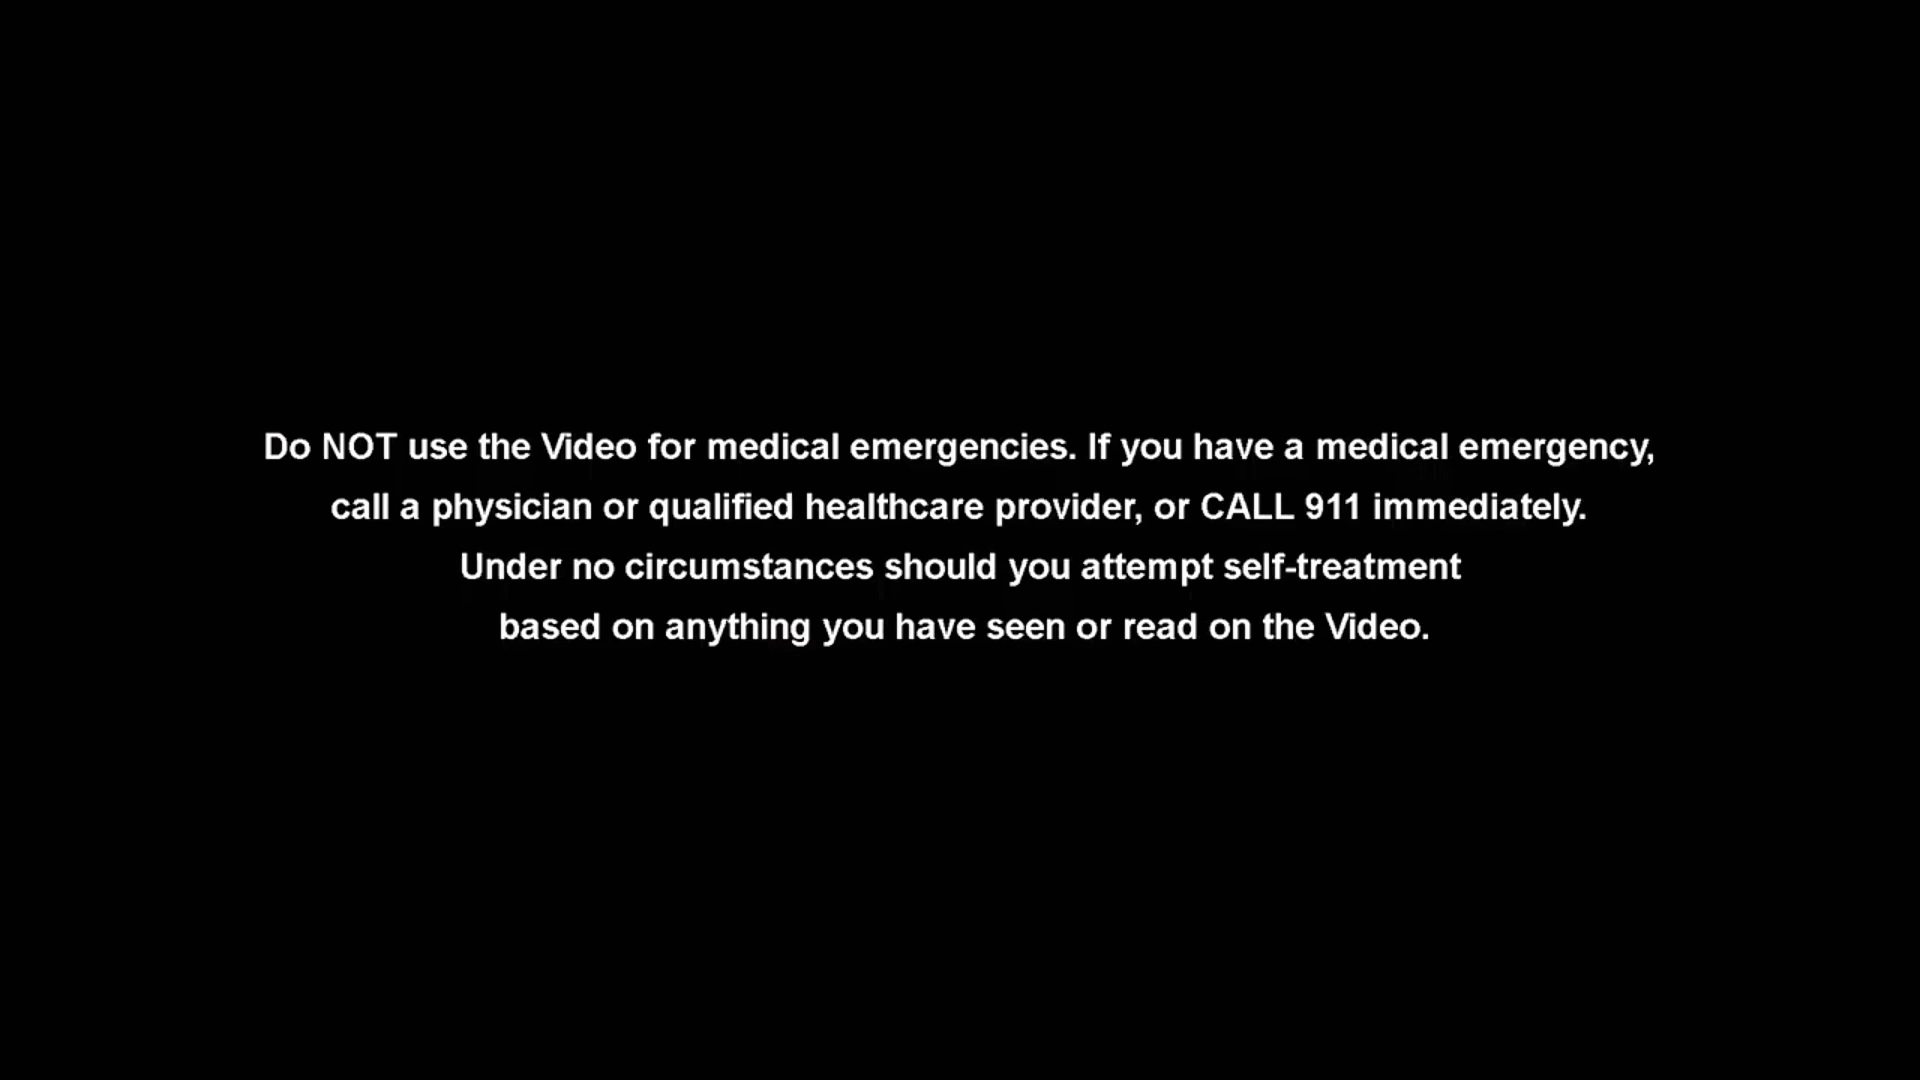 Do NOT use the Video for medical emergencies. If you have a medical emergency,
call a physician or qualified healthcare provider, or CALL 911 immediately.
Under no circumstances should you attempt self-treatment
based on anything you have seen or read on the Video.